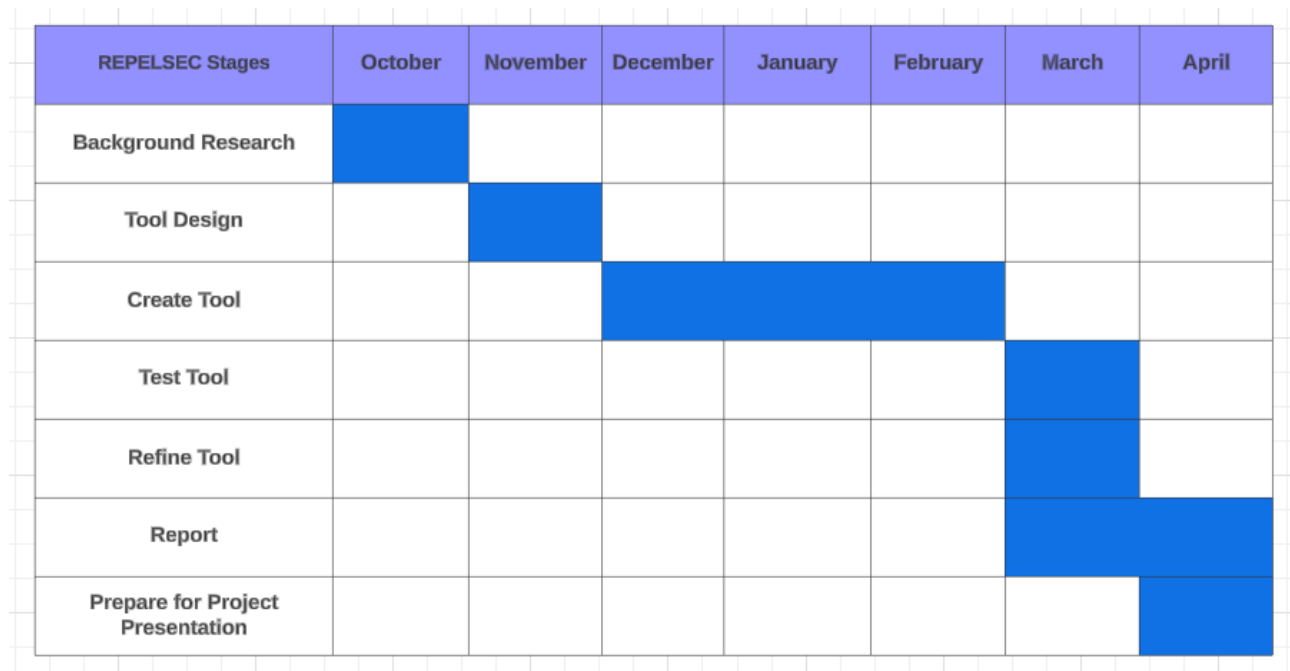 REPELSEC Stages October November December January February March April
Background Research
Tool Design
Create Tool
Test Tool
Refine Tool
Report
Prepare for Project
Presentation